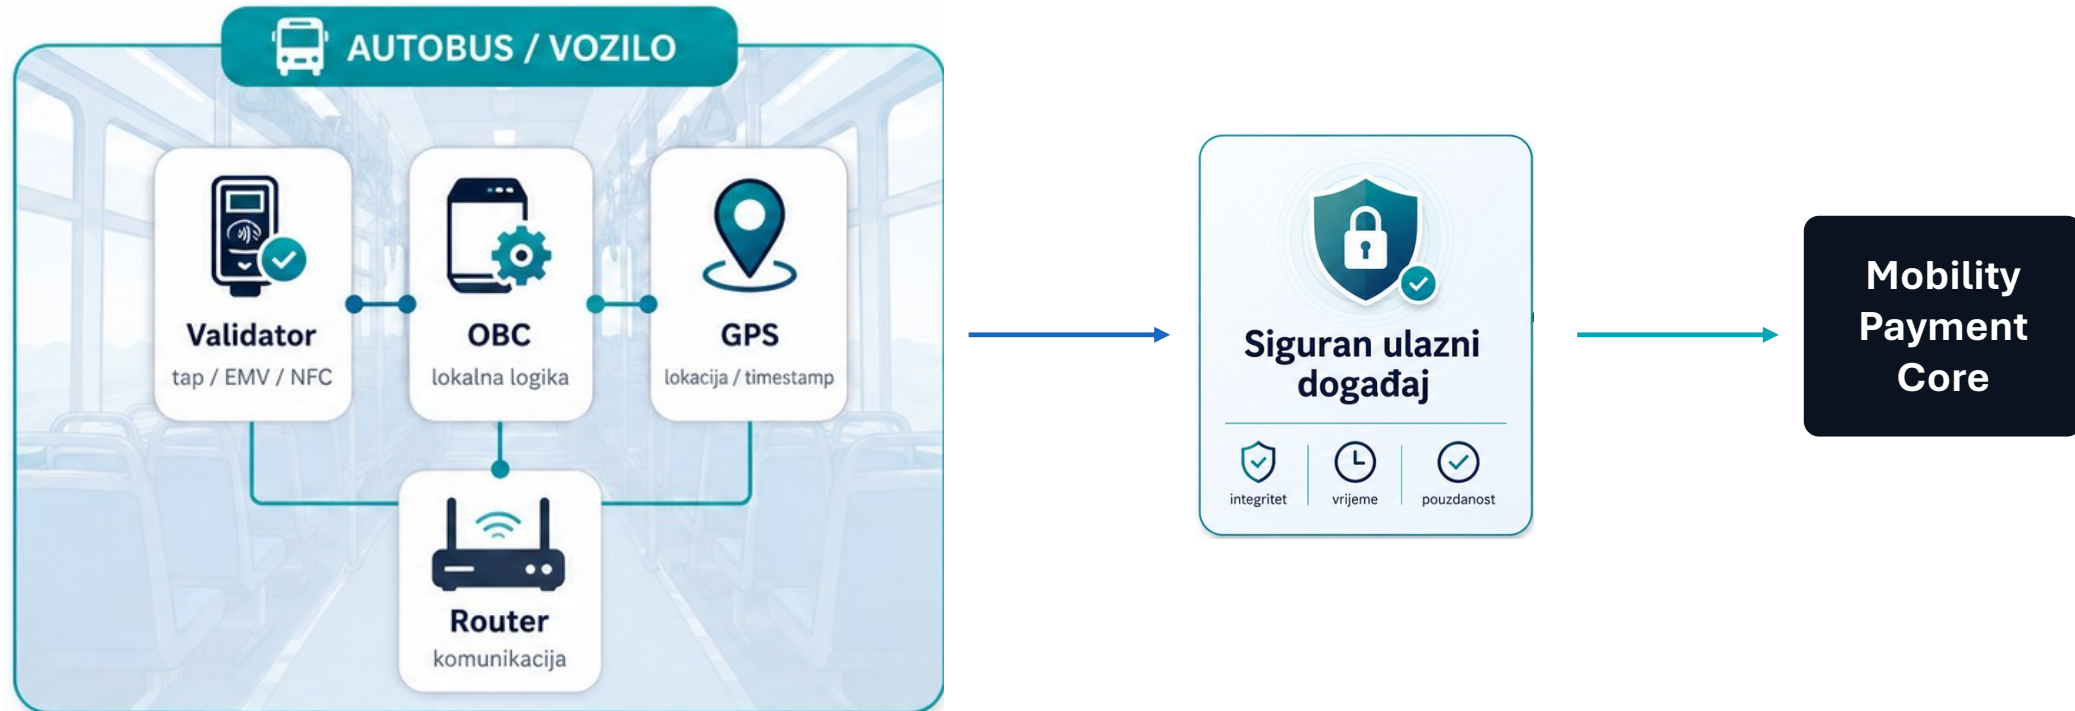 AUTOBUS / VOZILO
Validator
tap / EMV / NFC
OBC
lokalna logika
GPS
lokacija / timestamp
Router
komunikacija
Siguran ulazni
događaj
integritet
vrijeme
pouzdanost
Mobility
Payment
Core